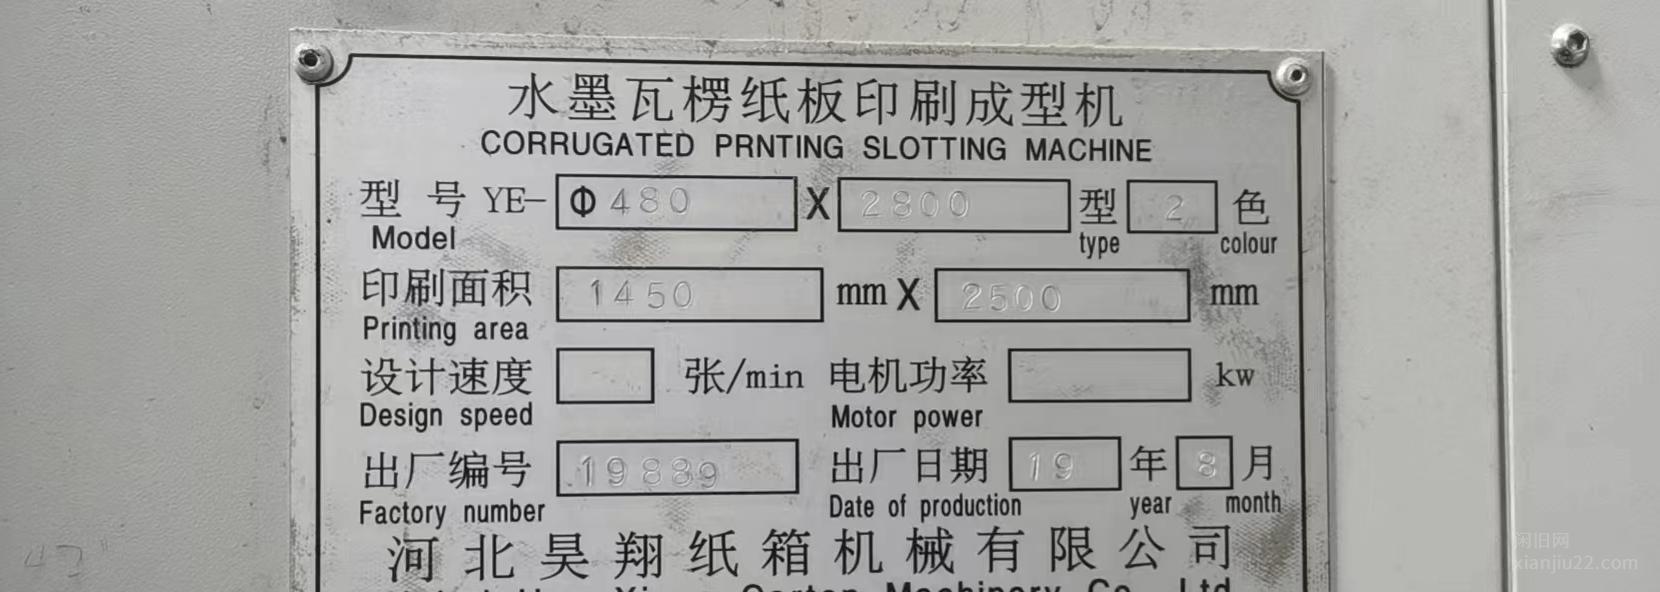 水墨瓦楞纸板印刷成型机
CORRUGATED PRNTING SLOTTING MACHINE
型号 YE- Φ480 X 2800 型 2 色
Model type colour
印刷面积 1450 mm X 2500 mm
Printing area
设计速度 张/min 电机功率 kw
Design speed Motor power
出厂编号 19889 出厂日期 19 年 8 月
Factory number Date of production year month
河北昊翔纸箱机械有限公司
Carton Machinery Co., Ltd
闲旧网
xianjiu22.com